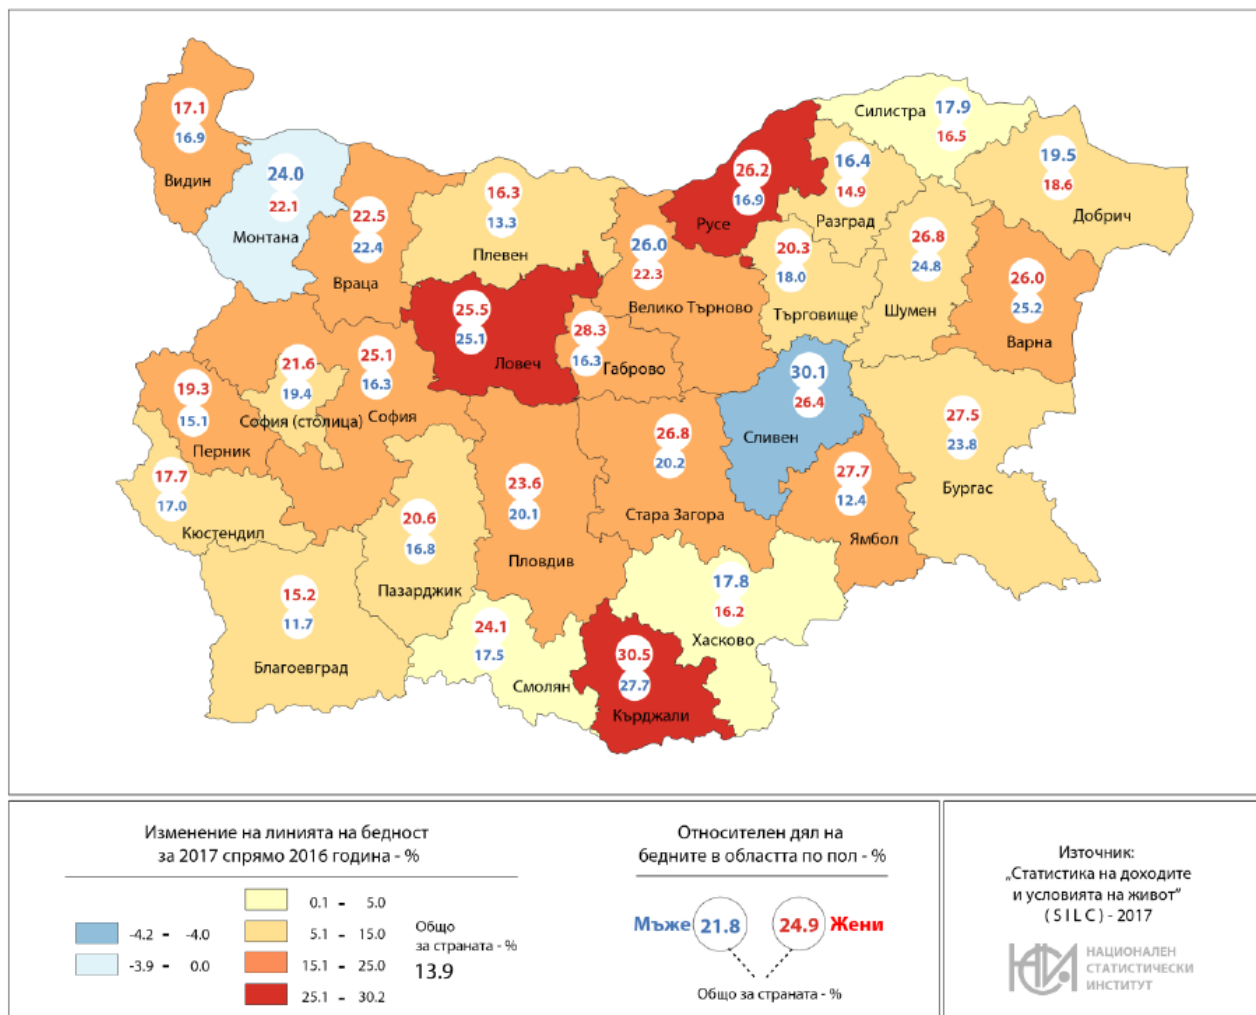 17.1
16.9
Видин
24.0
22.1
Монтана
22.5
22.4
Враца
16.3
13.3
Плевен
26.2
16.9
Русе
Силистра
17.9
16.5
16.4
14.9
Разград
19.5
18.6
Добрич
26.0
22.3
Велико Търново
20.3
18.0
Търговище
26.8
24.8
Шумен
26.0
25.2
Варна
25.5
25.1
Ловеч
28.3
16.3
Габрово
21.6
19.4
София (столица)
25.1
16.3
София
19.3
15.1
Перник
17.7
17.0
Кюстендил
30.1
26.4
Сливен
27.5
23.8
Бургас
26.8
20.2
Стара Загора
27.7
12.4
Ямбол
23.6
20.1
Пловдив
20.6
16.8
Пазарджик
15.2
11.7
Благоевград
24.1
17.5
Смолян
17.8
16.2
Хасково
30.5
27.7
Кърджали
Изменение на линията на бедност
за 2017 спрямо 2016 година - %
-4.2 - -4.0
-3.9 - 0.0
0.1 - 5.0
5.1 - 15.0
15.1 - 25.0
25.1 - 30.2
Общо
за страната - %
13.9
Относителен дял на
бедните в областта по пол - %
Мъже 21.8 24.9 Жени
Общо за страната - %
Източник:
„Статистика на доходите
и условията на живот“
( S I L C ) - 2017
НСИ НАЦИОНАЛЕН
СТАТИСТИЧЕСКИ
ИНСТИТУТ